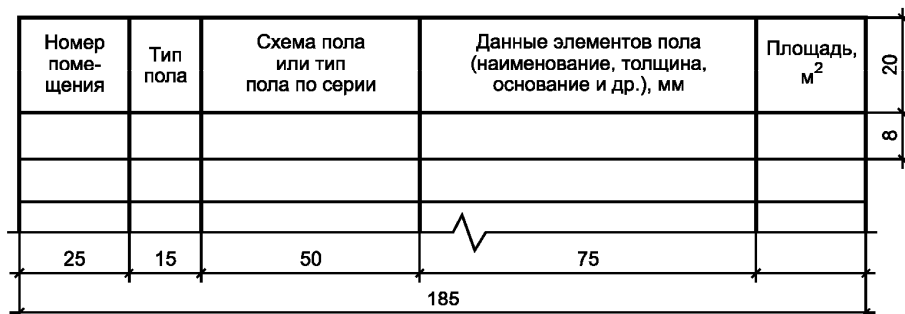 Номер
поме-
щения
Тип
пола
Схема пола
или тип
пола по серии
Данные элементов пола
(наименование, толщина,
основание и др.), мм
Площадь,
м²
20
8
25
15
50
75
185